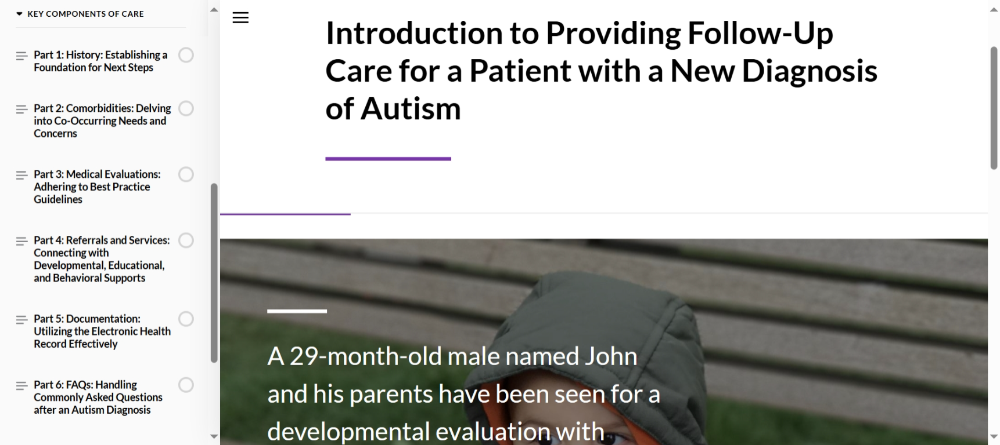 KEY COMPONENTS OF CARE
Part 1: History: Establishing a
Foundation for Next Steps
Part 2: Comorbidities: Delving
into Co-Occurring Needs and
Concerns
Part 3: Medical Evaluations:
Adhering to Best Practice
Guidelines
Part 4: Referrals and Services:
Connecting with
Developmental, Educational,
and Behavioral Supports
Part 5: Documentation:
Utilizing the Electronic Health
Record Effectively
Part 6: FAQs: Handling
Commonly Asked Questions
after an Autism Diagnosis
Introduction to Providing Follow-Up
Care for a Patient with a New Diagnosis
of Autism
A 29-month-old male named John
and his parents have been seen for a
developmental evaluation with